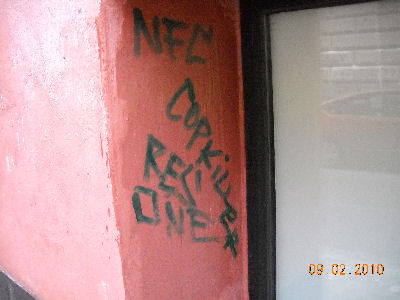 NFC
COPKILLER
RESI
ONE
09.02.2010